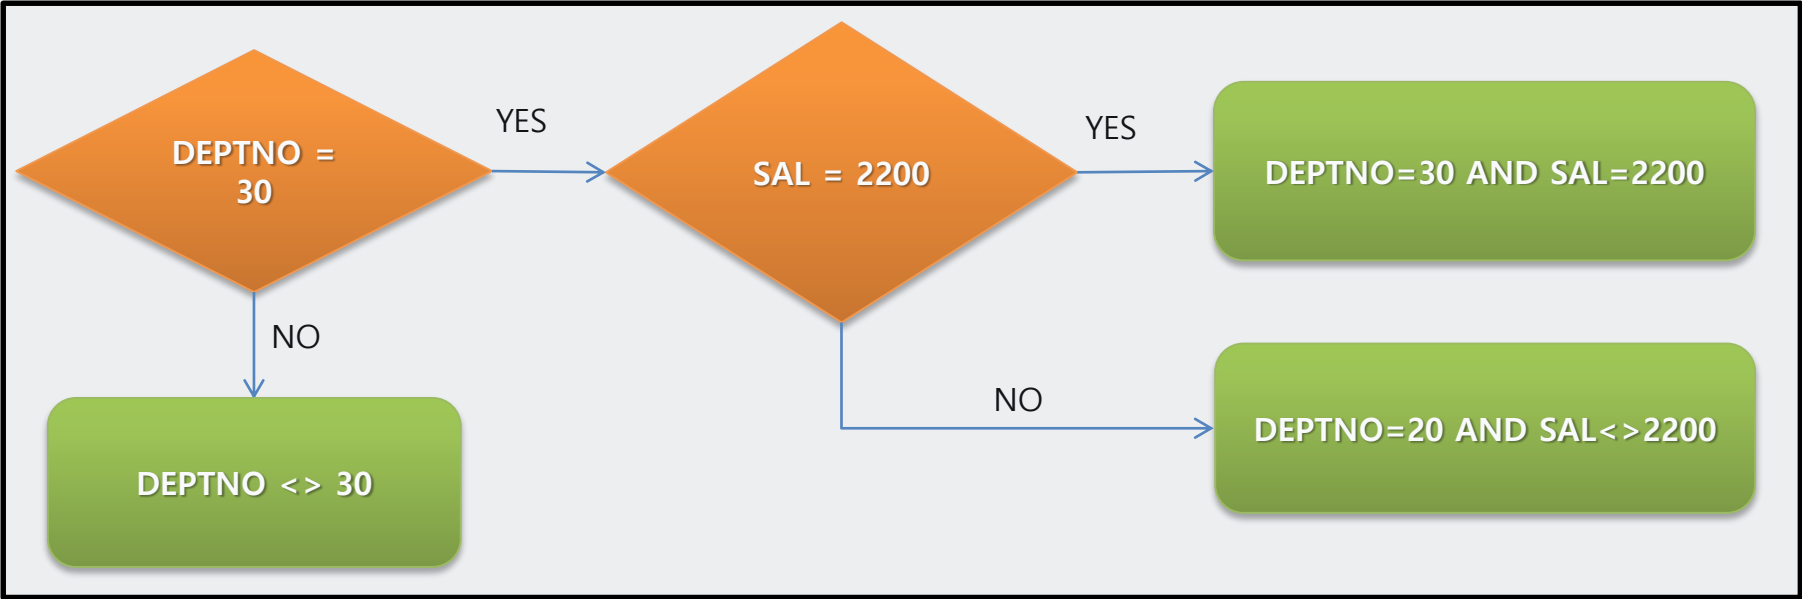 DEPTNO =
30
YES
SAL = 2200
YES
DEPTNO=30 AND SAL=2200
NO
DEPTNO <> 30
NO
DEPTNO=20 AND SAL<>2200